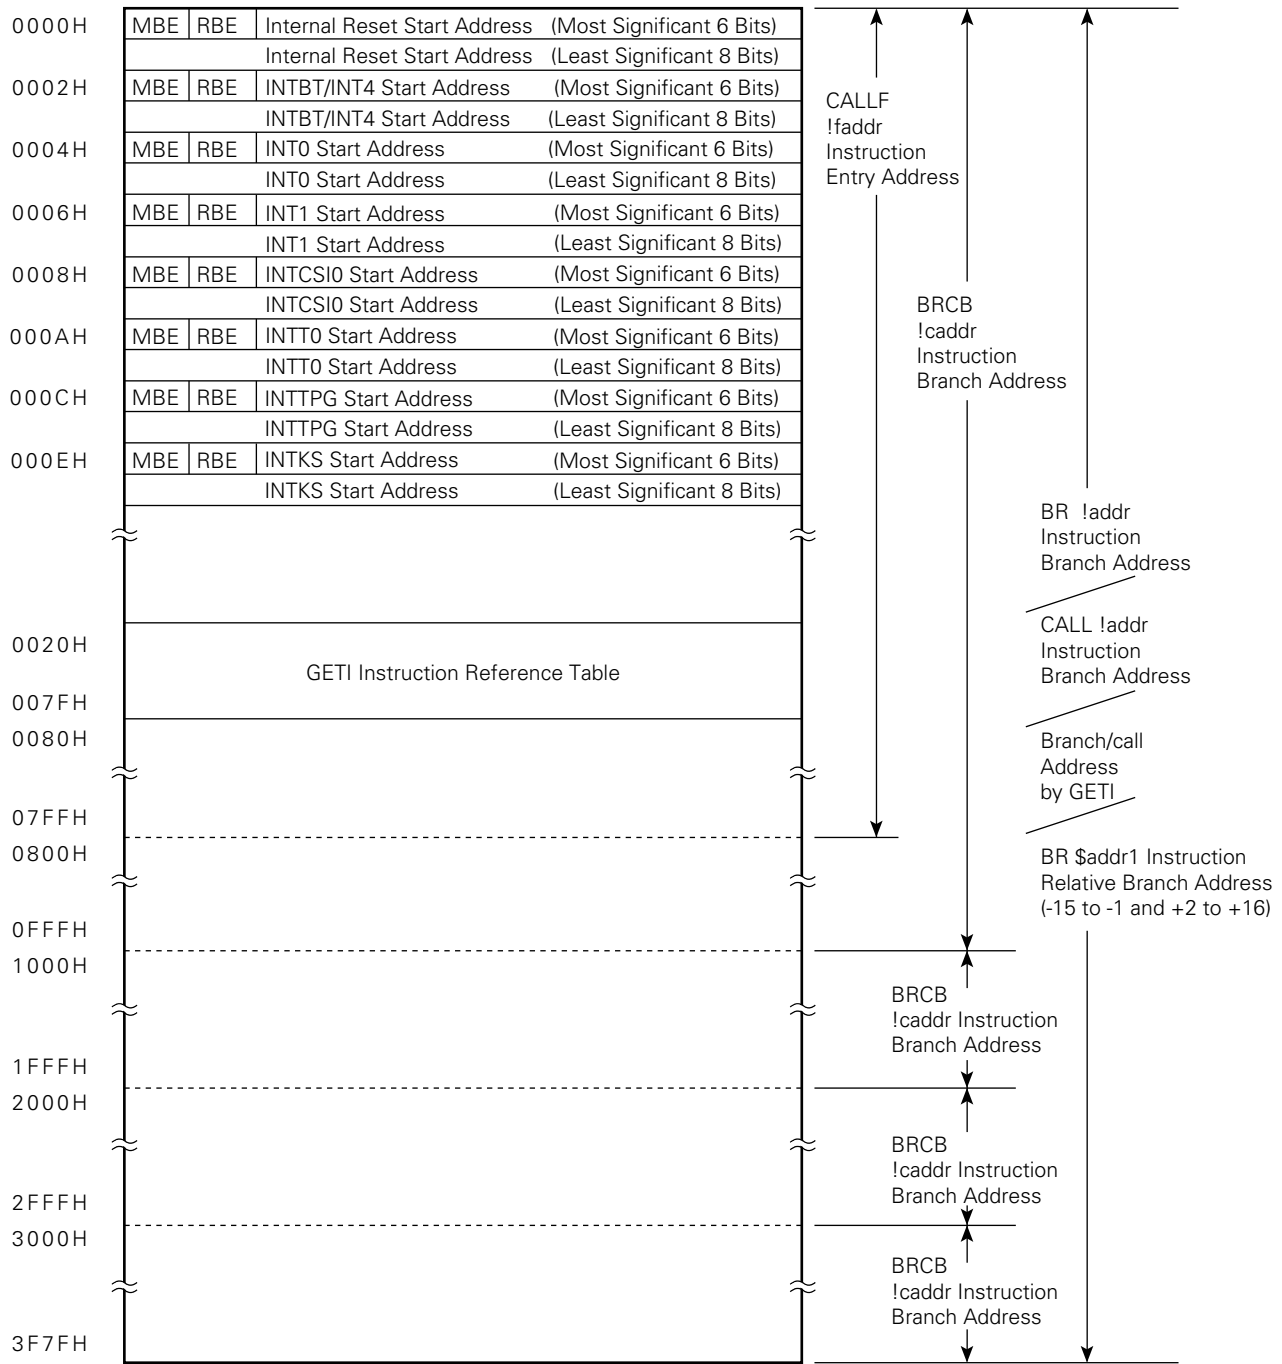 0000H MBE RBE Internal Reset Start Address (Most Significant 6 Bits)
Internal Reset Start Address (Least Significant 8 Bits)
0002H MBE RBE INTBT/INT4 Start Address (Most Significant 6 Bits)
INTBT/INT4 Start Address (Least Significant 8 Bits)
0004H MBE RBE INT0 Start Address (Most Significant 6 Bits)
INT0 Start Address (Least Significant 8 Bits)
0006H MBE RBE INT1 Start Address (Most Significant 6 Bits)
INT1 Start Address (Least Significant 8 Bits)
0008H MBE RBE INTCSI0 Start Address (Most Significant 6 Bits)
INTCSI0 Start Address (Least Significant 8 Bits)
000AH MBE RBE INTT0 Start Address (Most Significant 6 Bits)
INTT0 Start Address (Least Significant 8 Bits)
000CH MBE RBE INTTPG Start Address (Most Significant 6 Bits)
INTTPG Start Address (Least Significant 8 Bits)
000EH MBE RBE INTKS Start Address (Most Significant 6 Bits)
INTKS Start Address (Least Significant 8 Bits)
0020H
GETI Instruction Reference Table
007FH
0080H
07FFH
0800H
0FFFH
1000H
1FFFH
2000H
2FFFH
3000H
3F7FH
CALLF
!faddr
Instruction
Entry Address
BRCB
!caddr
Instruction
Branch Address
BRCB
!caddr Instruction
Branch Address
BRCB
!caddr Instruction
Branch Address
BRCB
!caddr Instruction
Branch Address
BR !addr
Instruction
Branch Address
CALL !addr
Instruction
Branch Address
Branch/call
Address
by GETI
BR $addr1 Instruction
Relative Branch Address
(-15 to -1 and +2 to +16)